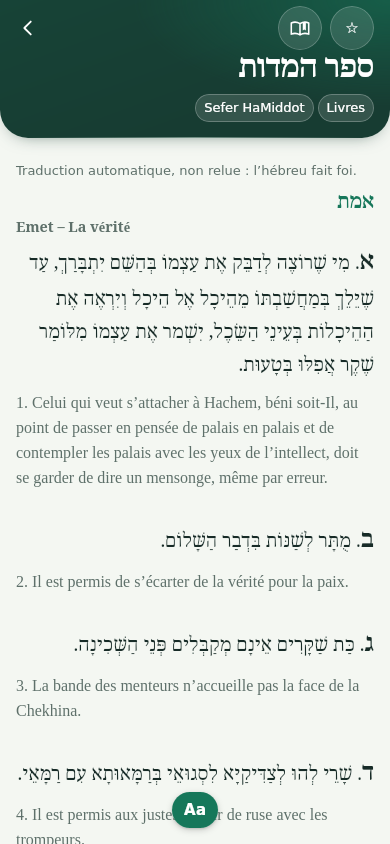 ספר המדות
Livres
Sefer HaMiddot
Traduction automatique, non relue : l’hébreu fait foi.
אמת
Emet – La vérité
א. מִי שֶׁרוֹצֶה לְדַבֵּק אֶת עַצְמוֹ בְּהַשֵּׁם יִתְבָּרַךְ, עַד
שֶׁיֵּלֵךְ בְּמַחֲשַׁבְתּוֹ מֵהֵיכָל אֶל הֵיכָל וְיִרְאֶה אֶת
הַהֵיכָלוֹת בְּעֵינֵי הַשֵּׂכֶל, יִשְׁמֹר אֶת עַצְמוֹ מִלּוֹמַר
שֶׁקֶר אֲפִלּוּ בְּטָעוּת.
1. Celui qui veut s’attacher à Hachem, béni soit-Il, au
point de passer en pensée de palais en palais et de
contempler les palais avec les yeux de l’intellect, doit
se garder de dire un mensonge, même par erreur.
ב. מֻתָּר לְשַׁנּוֹת בִּדְבַר הַשָּׁלוֹם.
2. Il est permis de s’écarter de la vérité pour la paix.
ג. כַּת שַׁקָּרִים אֵינָם מְקַבְּלִים פְּנֵי הַשְּׁכִינָה.
3. La bande des menteurs n’accueille pas la face de la
Chekhina.
ד. שָׁרֵי לְהוּ לְצַדִּיקַיָּא לִסְגוּאֵי בְּרַמָּאוּתָא עִם רַמָּאֵי.
4. Il est permis aux de ruse avec les
trompeurs.
Aa